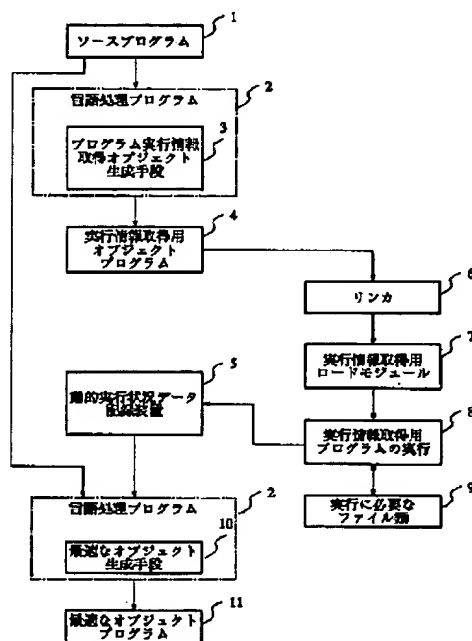 1
ソースプログラム
2
言語処理プログラム
3
プログラム実行情報
取得オブジェクト
生成手段
4
実行情報取得用
オブジェクト
プログラム
6
リンカ
7
実行情報取得用
ロードモジュール
5
動的実行状況データ
記録装置
8
実行情報取得用
プログラムの実行
9
実行に必要な
ファイル類
2
言語処理プログラム
10
最適なオブジェクト
生成手段
11
最適なオブジェクト
プログラム